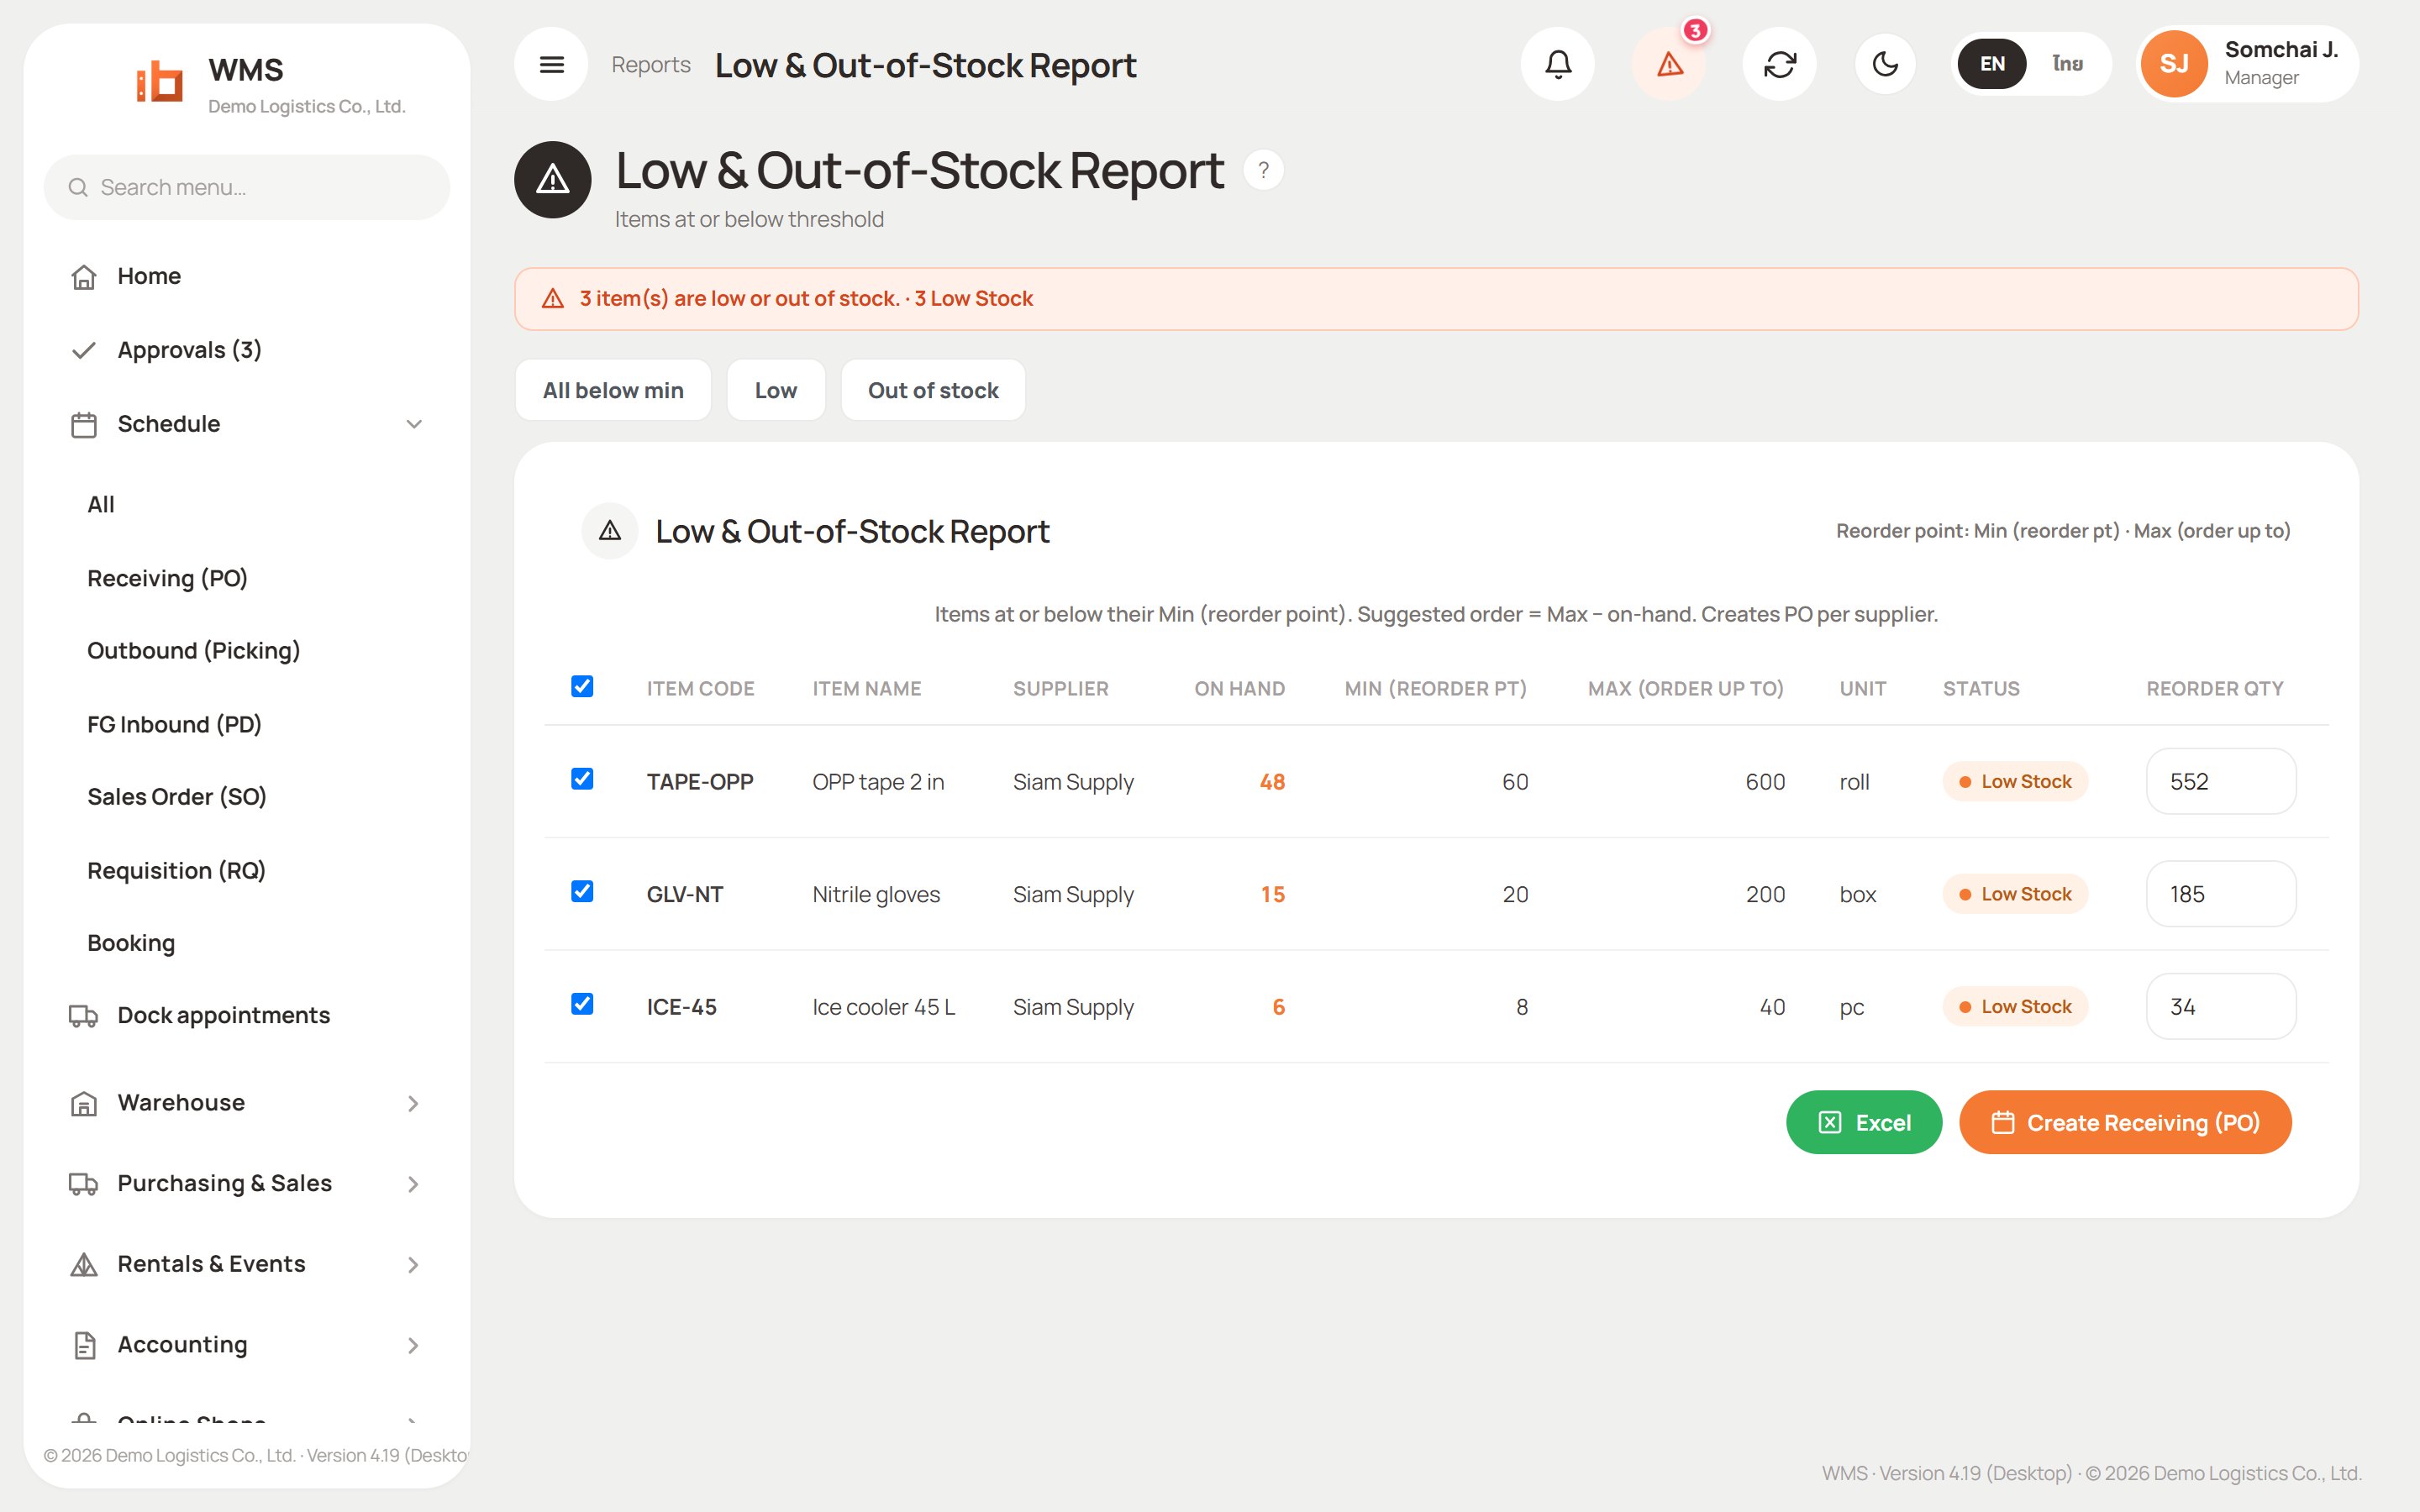 WMS
Demo Logistics Co., Ltd.
Search menu...
Home
Approvals (3)
Schedule
All
Receiving (PO)
Outbound (Picking)
FG Inbound (PD)
Sales Order (SO)
Requisition (RQ)
Booking
Dock appointments
Warehouse
Purchasing & Sales
Rentals & Events
Accounting
Online Shops
© 2026 Demo Logistics Co., Ltd. · Version 4.19 (Deskto
Reports Low & Out-of-Stock Report
3
EN ไทย
SJ
Somchai J.
Manager
Low & Out-of-Stock Report ?
Items at or below threshold
3 item(s) are low or out of stock. · 3 Low Stock
All below min Low Out of stock
Low & Out-of-Stock Report
Reorder point: Min (reorder pt) · Max (order up to)
Items at or below their Min (reorder point). Suggested order = Max − on-hand. Creates PO per supplier.
ITEM CODE ITEM NAME SUPPLIER ON HAND MIN (REORDER PT) MAX (ORDER UP TO) UNIT STATUS REORDER QTY
TAPE-OPP OPP tape 2 in Siam Supply 48 60 600 roll Low Stock 552
GLV-NT Nitrile gloves Siam Supply 15 20 200 box Low Stock 185
ICE-45 Ice cooler 45 L Siam Supply 6 8 40 pc Low Stock 34
Excel Create Receiving (PO)
WMS · Version 4.19 (Desktop) · © 2026 Demo Logistics Co., Ltd.